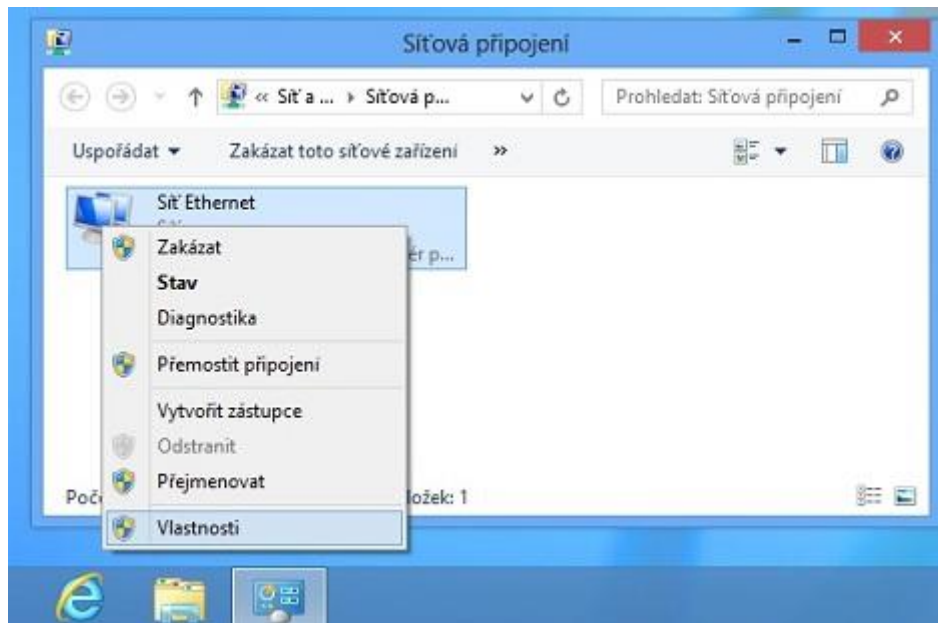 Síťová připojení
« Síť a ... Síťová p... Prohledat: Síťová připojení
Uspořádat Zakázat toto síťové zařízení »
Síť Ethernet
ér p...
Zakázat
Stav
Diagnostika
Přemostit připojení
Vytvořit zástupce
Odstranit
Přejmenovat
Poč ložek: 1
Vlastnosti